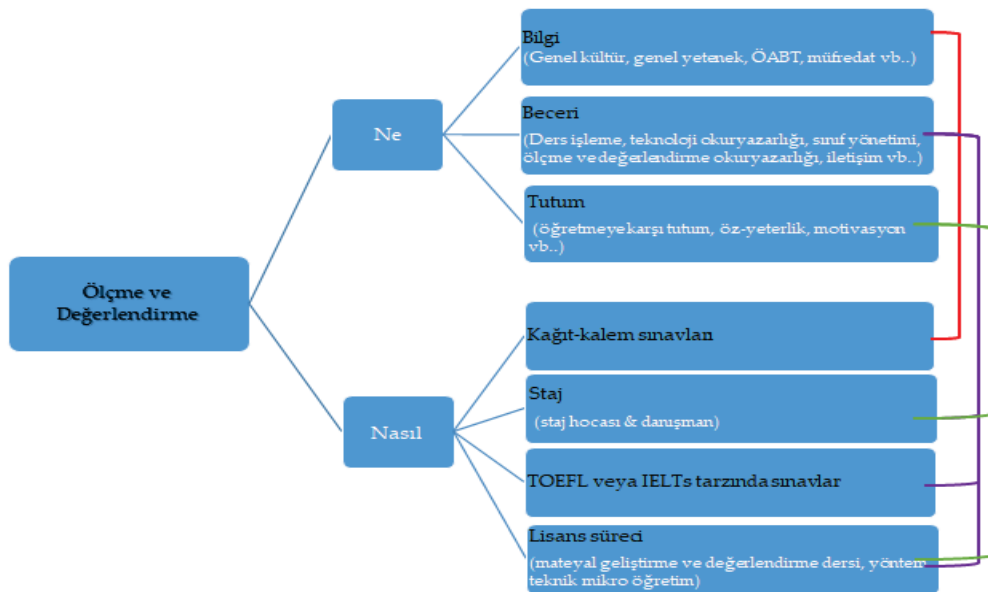 Ölçme ve
Değerlendirme
Ne
Bilgi
(Genel kültür, genel yetenek, ÖABT, müfredat vb..)
Beceri
(Ders işleme, teknoloji okuryazarlığı, sınıf yönetimi,
ölçme ve değerlendirme okuryazarlığı, iletişim vb..)
Tutum
(öğretmeye karşı tutum, öz-yeterlik, motivasyon
vb..)
Nasıl
Kağıt-kalem sınavları
Staj
(staj hocası & danışman)
TOEFL veya IELTs tarzında sınavlar
Lisans süreci
(mateyal geliştirme ve değerlendirme dersi, yöntem
teknik mikro öğretim)